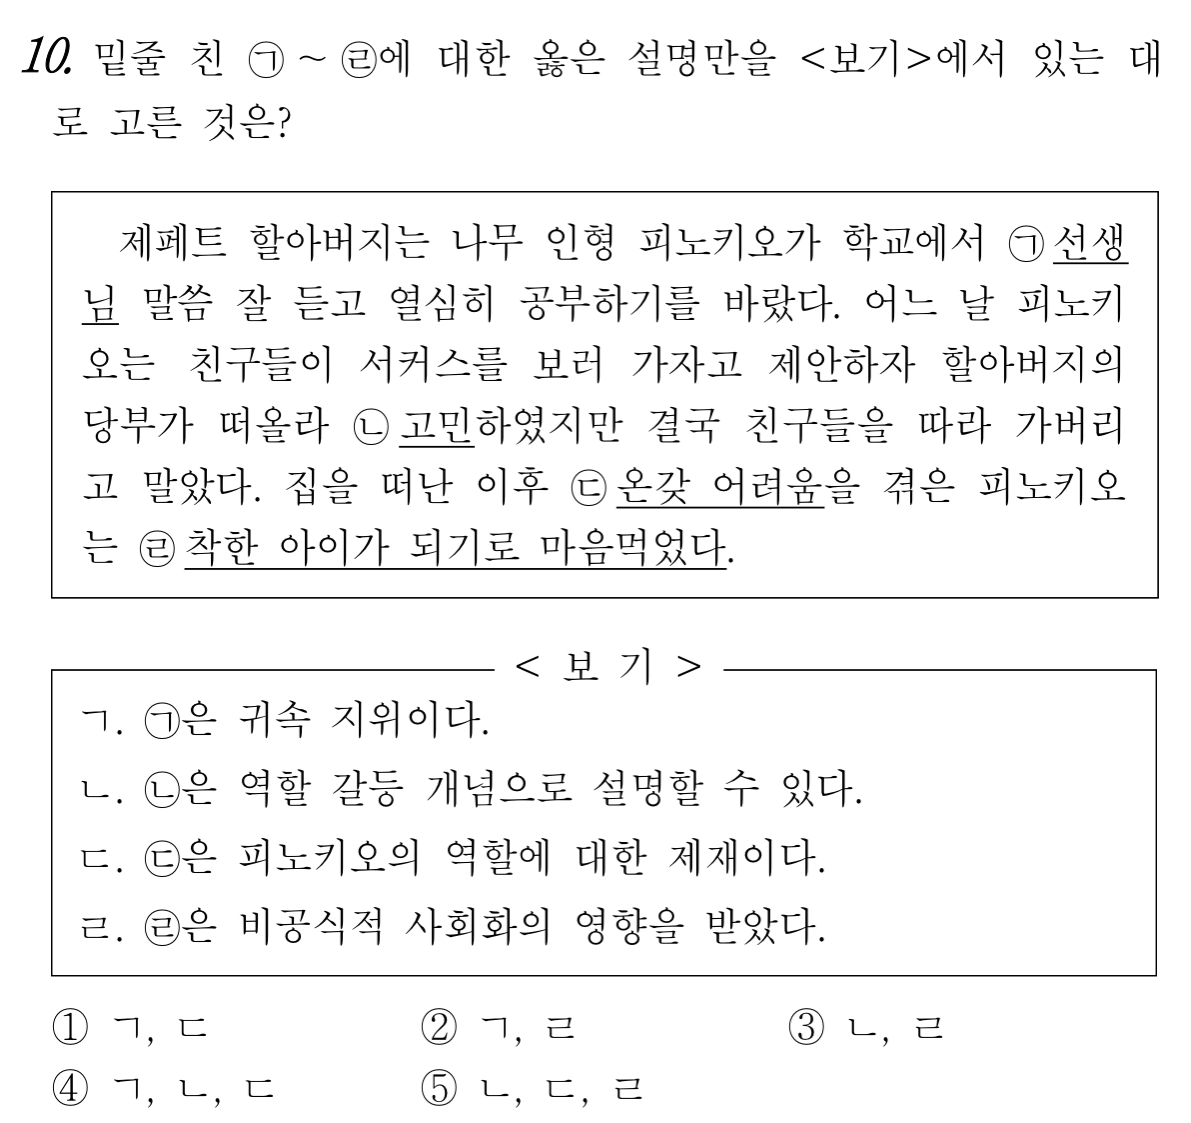 10. 밑줄 친 ㉠ ~ ㉣에 대한 옳은 설명만을 <보기>에서 있는 대
로 고른 것은?
제페트 할아버지는 나무 인형 피노키오가 학교에서 ㉠선생
님 말씀 잘 듣고 열심히 공부하기를 바랐다. 어느 날 피노키
오는 친구들이 서커스를 보러 가자고 제안하자 할아버지의
당부가 떠올라 ㉡고민하였지만 결국 친구들을 따라 가버리
고 말았다. 집을 떠난 이후 ㉢온갖 어려움을 겪은 피노키오
는 ㉣착한 아이가 되기로 마음먹었다.
< 보 기 >
ㄱ. ㉠은 귀속 지위이다.
ㄴ. ㉡은 역할 갈등 개념으로 설명할 수 있다.
ㄷ. ㉢은 피노키오의 역할에 대한 제재이다.
ㄹ. ㉣은 비공식적 사회화의 영향을 받았다.
① ㄱ, ㄷ ② ㄱ, ㄹ ③ ㄴ, ㄹ
④ ㄱ, ㄴ, ㄷ ⑤ ㄴ, ㄷ, ㄹ